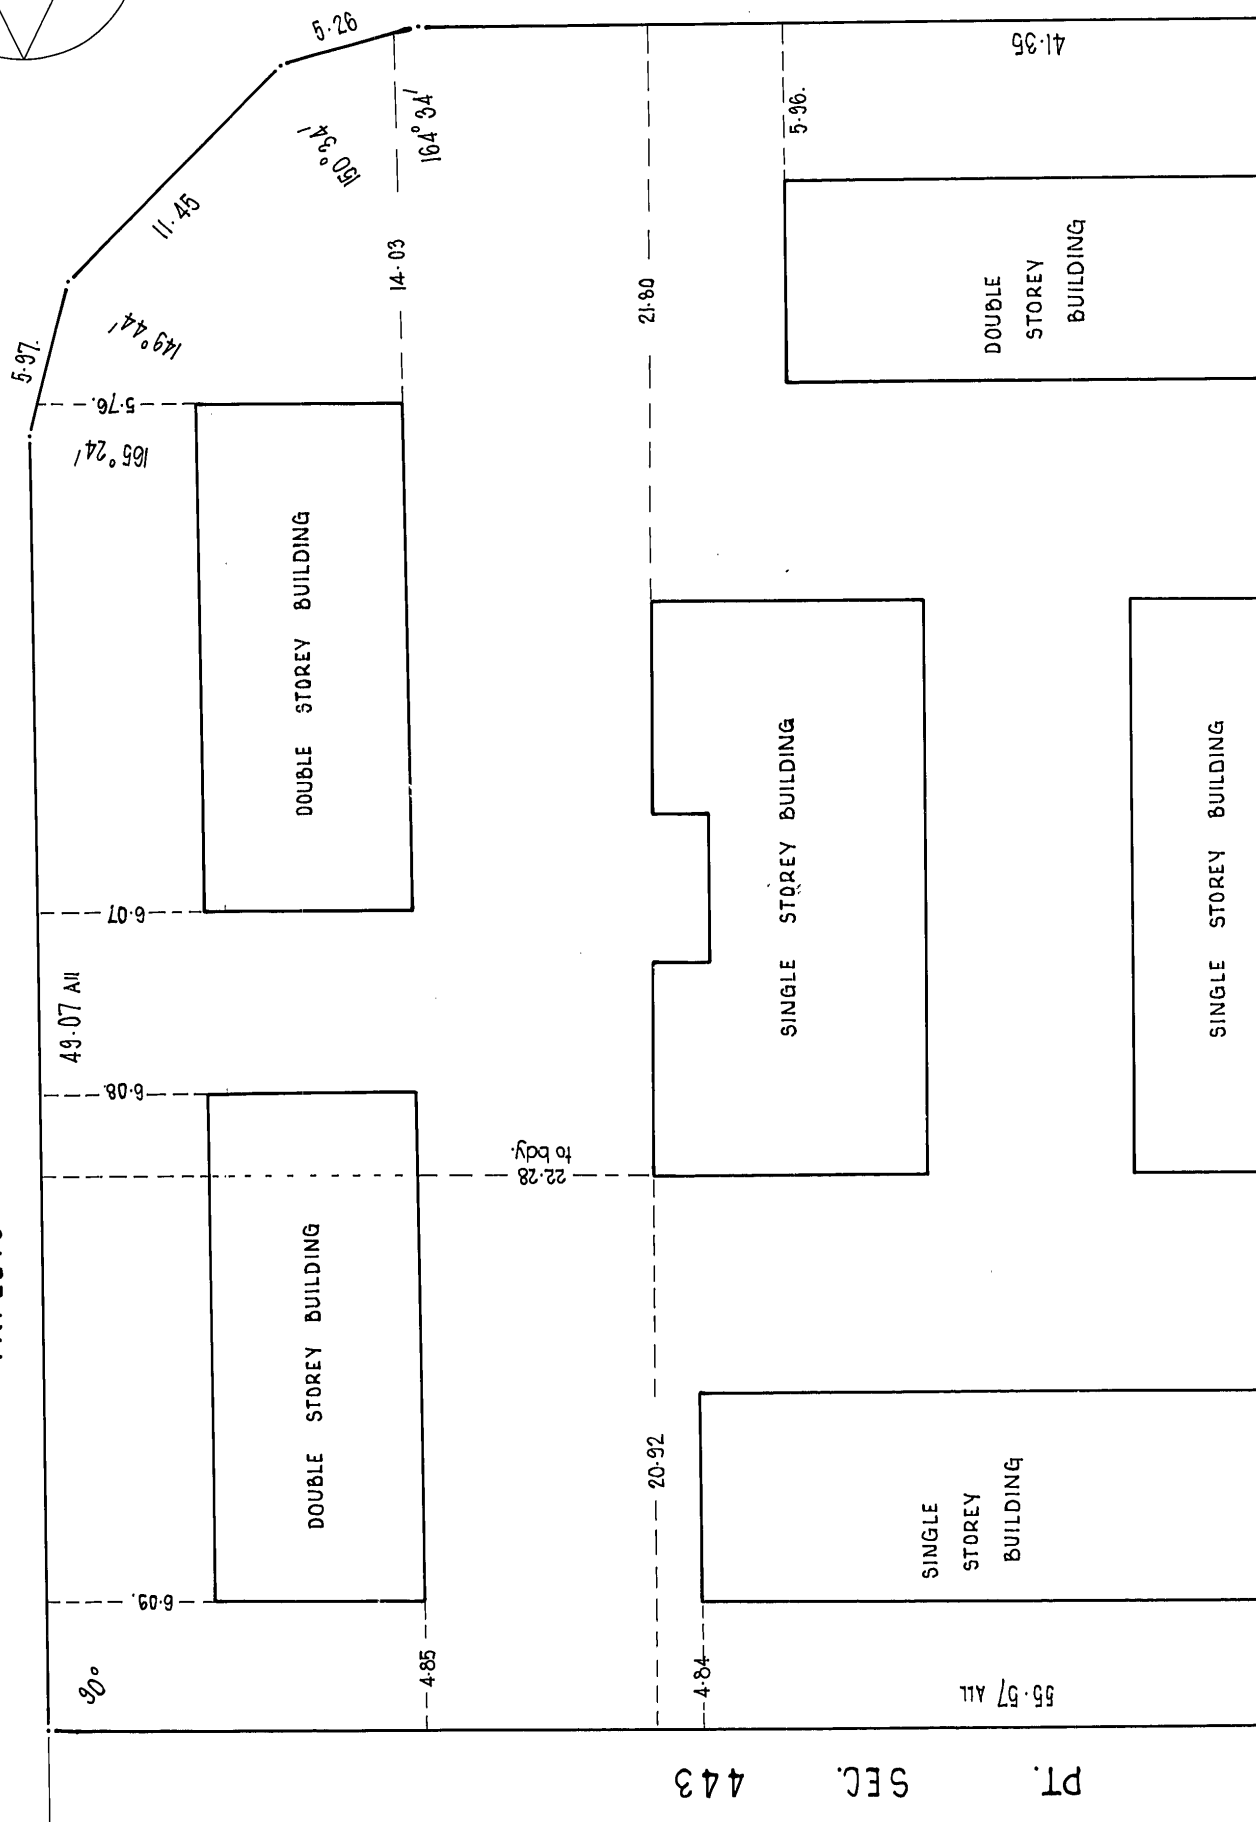 5·26
41·35
5·97.
11·45
150° 34'
164° 34'
5·96.
149° 44'
14·03
21·80
5·76.
165° 24'
DOUBLE
STOREY
BUILDING
DOUBLE STOREY BUILDING
6·07
49·07 All
6·08.
22·28
to bdy.
SINGLE STOREY BUILDING
SINGLE STOREY BUILDING
DOUBLE STOREY BUILDING
6·09.
20·92
SINGLE
STOREY
BUILDING
90°
4·85
4·84
55·57 ALL
PT. SEC. 443